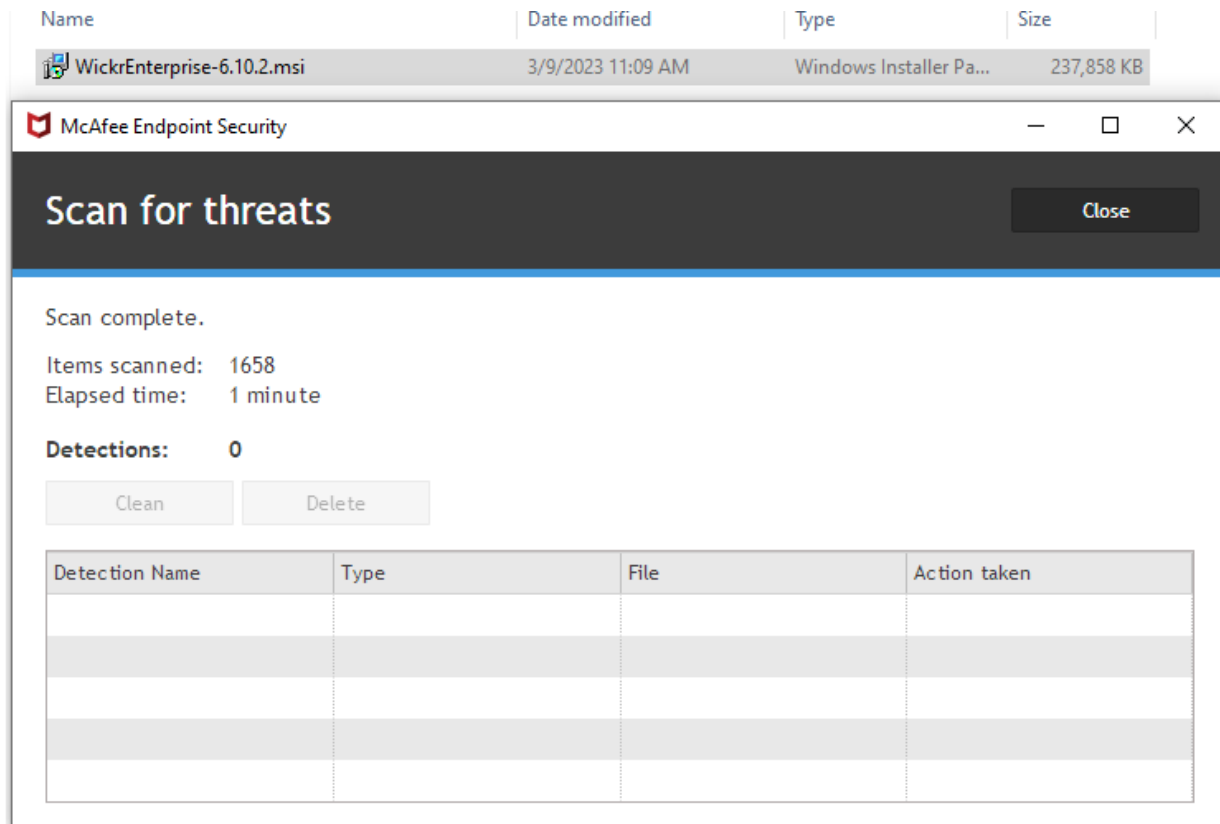 Name Date modified Type Size
WickrEnterprise-6.10.2.msi 3/9/2023 11:09 AM Windows Installer Pa... 237,858 KB
McAfee Endpoint Security
Scan for threats Close
Scan complete.
Items scanned: 1658
Elapsed time: 1 minute
Detections: 0
Clean Delete
Detection Name Type File Action taken